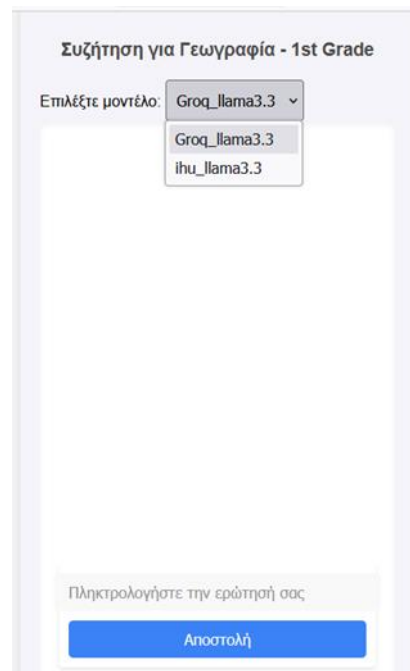 Συζήτηση για Γεωγραφία - 1st Grade
Επιλέξτε μοντέλο: Groq_llama3.3
Groq_llama3.3
ihu_llama3.3
Πληκτρολογήστε την ερώτησή σας
Αποστολή